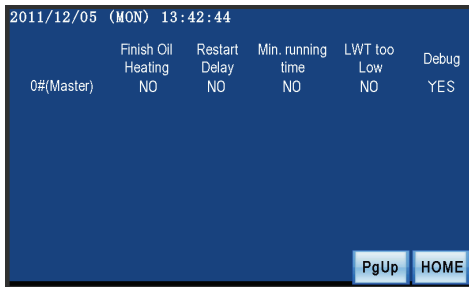 2011/12/05 (MON) 13:42:44
Finish Oil Heating Restart Delay Min. running time LWT too Low Debug
0#(Master) NO NO NO NO YES
PgUp HOME